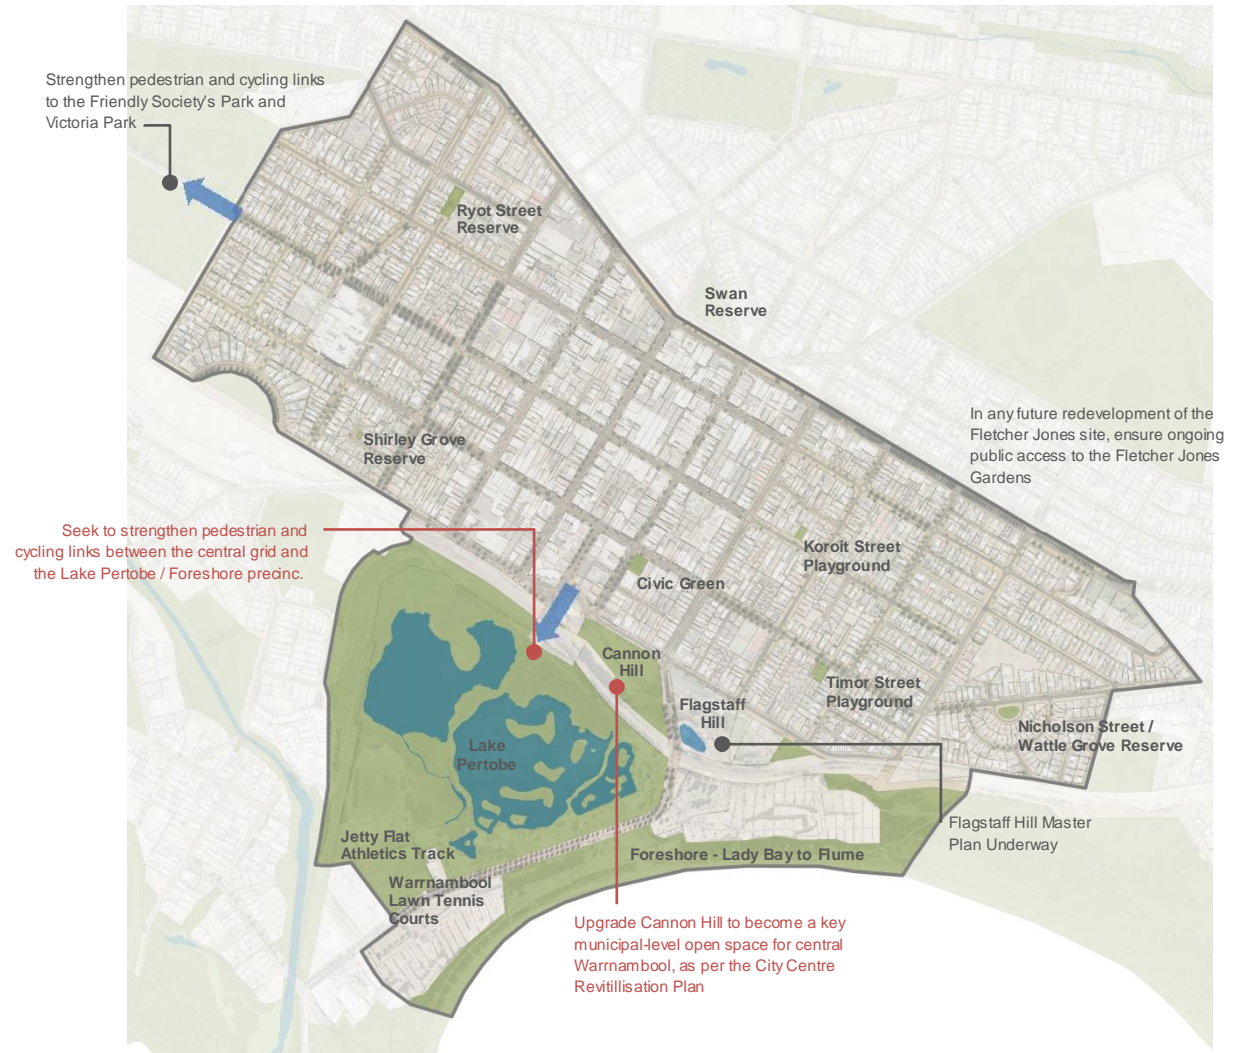 Strengthen pedestrian and cycling links
to the Friendly Society's Park and
Victoria Park
Ryot Street
Reserve
Swan
Reserve
In any future redevelopment of the
Fletcher Jones site, ensure ongoing
public access to the Fletcher Jones
Gardens
Shirley Grove
Reserve
Seek to strengthen pedestrian and
cycling links between the central grid and
the Lake Pertobe / Foreshore precinc.
Koroit Street
Playground
Civic Green
Cannon
Hill
Timor Street
Playground
Flagstaff
Hill
Nicholson Street /
Wattle Grove Reserve
Lake
Pertobe
Flagstaff Hill Master
Plan Underway
Jetty Flat
Athletics Track
Foreshore - Lady Bay to Flume
Warrnambool
Lawn Tennis
Courts
Upgrade Cannon Hill to become a key
municipal-level open space for central
Warrnambool, as per the City Centre
Revitillisation Plan